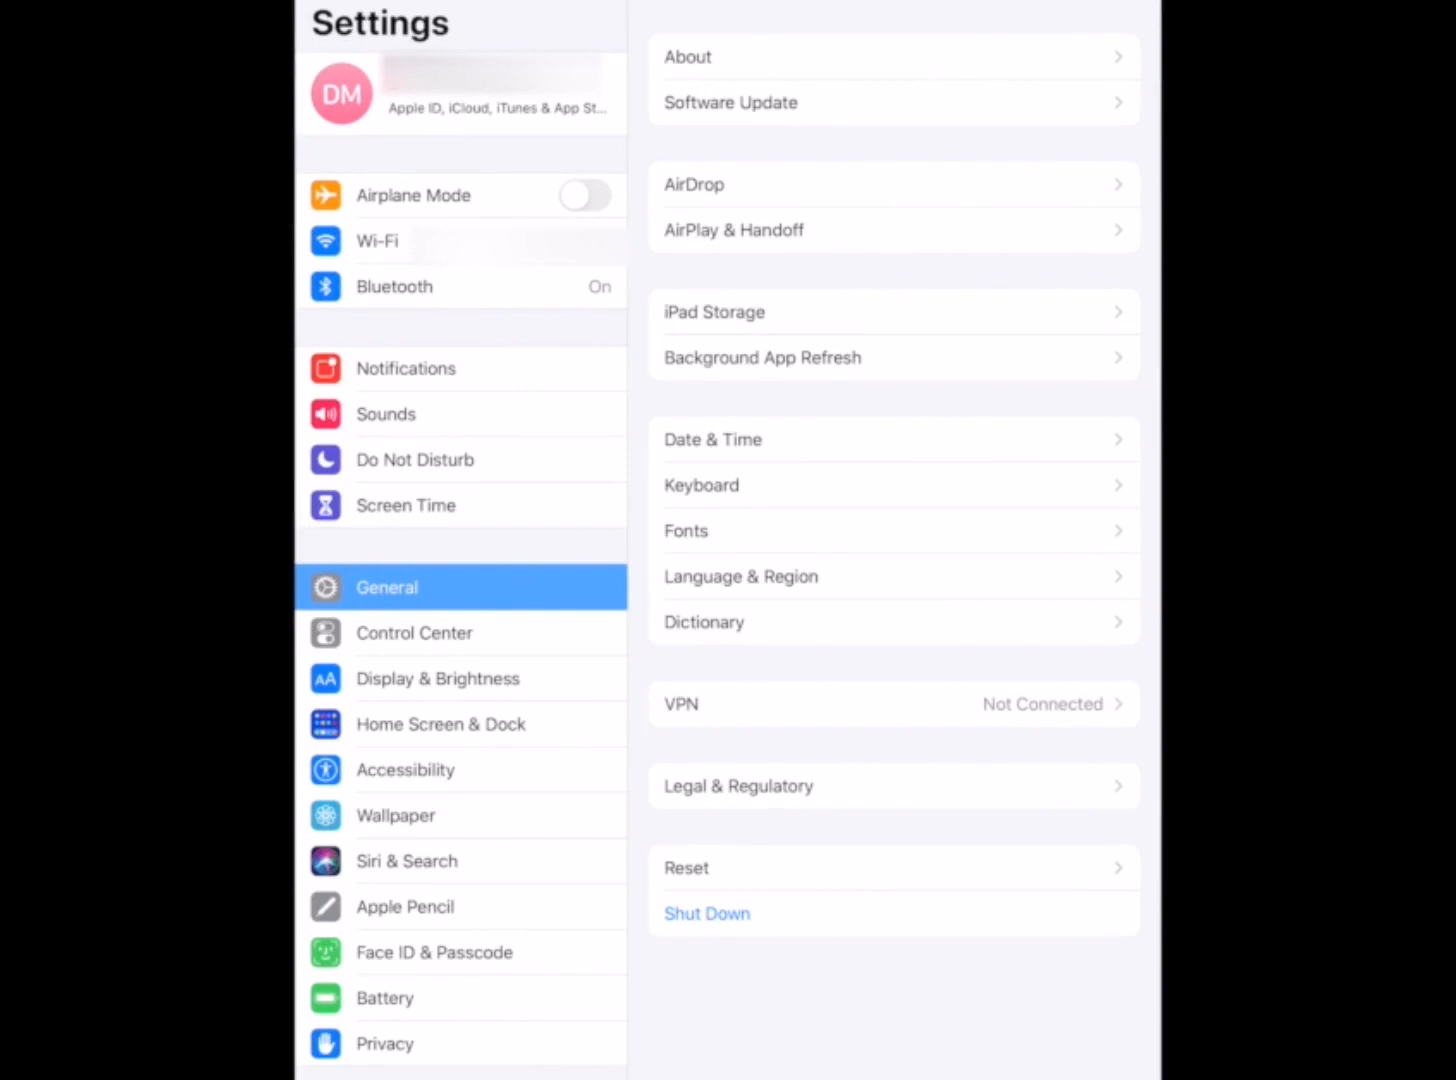 Settings
DM
Apple ID, iCloud, iTunes & App St...
Airplane Mode
Wi-Fi
Bluetooth On
Notifications
Sounds
Do Not Disturb
Screen Time
General
Control Center
AA Display & Brightness
Home Screen & Dock
Accessibility
Wallpaper
Siri & Search
Apple Pencil
Face ID & Passcode
Battery
Privacy
About
Software Update
AirDrop
AirPlay & Handoff
iPad Storage
Background App Refresh
Date & Time
Keyboard
Fonts
Language & Region
Dictionary
VPN Not Connected
Legal & Regulatory
Reset
Shut Down